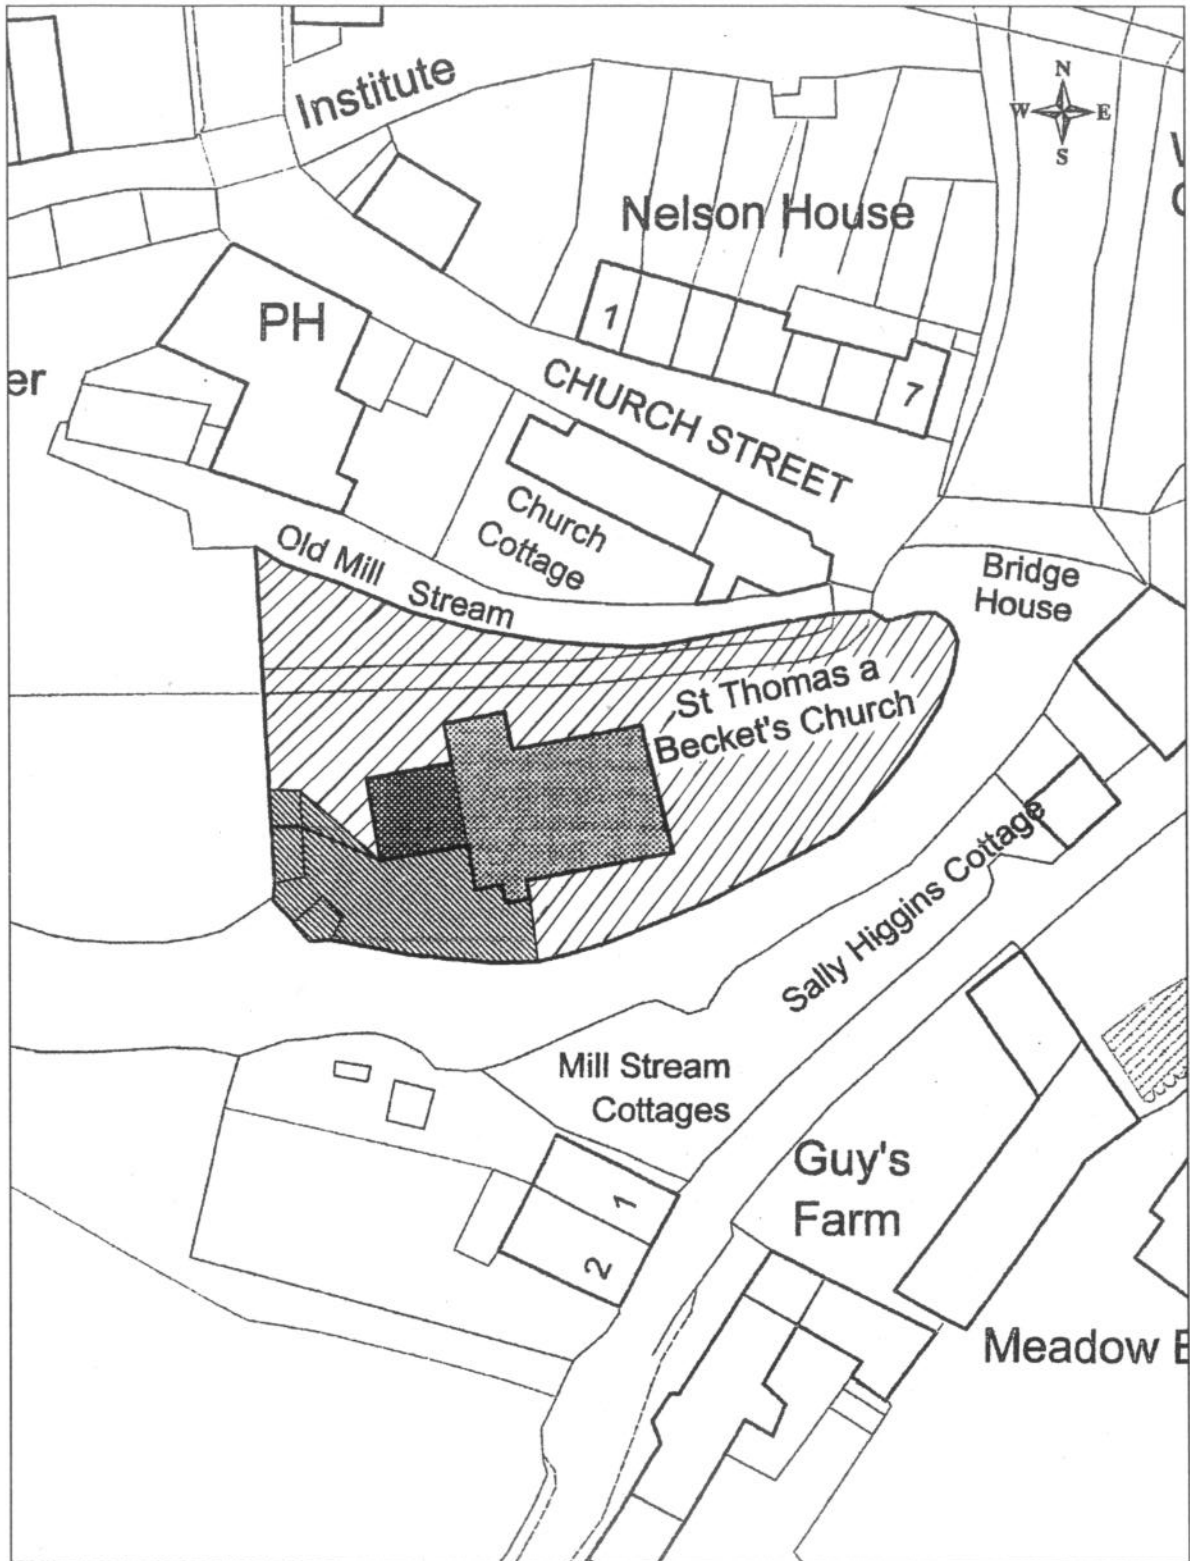 Institute
N
W E
S
Nelson House
PH
1
7
er
CHURCH STREET
Church
Cottage
Old Mill Stream
Bridge
House
St Thomas a
Becket's Church
Sally Higgins Cottage
Mill Stream
Cottages
1
2
Guy's
Farm
Meadow